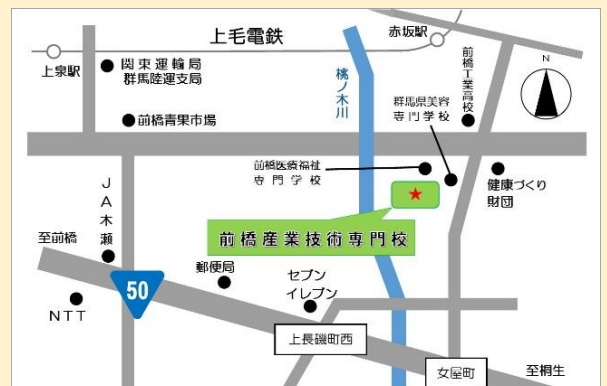 上毛電鉄
赤坂駅
上泉駅
関東運輸局
群馬陸運支局
桃ノ木川
前橋工業高校
N
群馬県美容
専門学校
前橋青果市場
前橋医療福祉
専門学校
健康づくり
財団
JA木瀬
前橋産業技術専門校
至前橋
50
郵便局
セブン
イレブン
NTT
上長磯町西
女屋町
至桐生